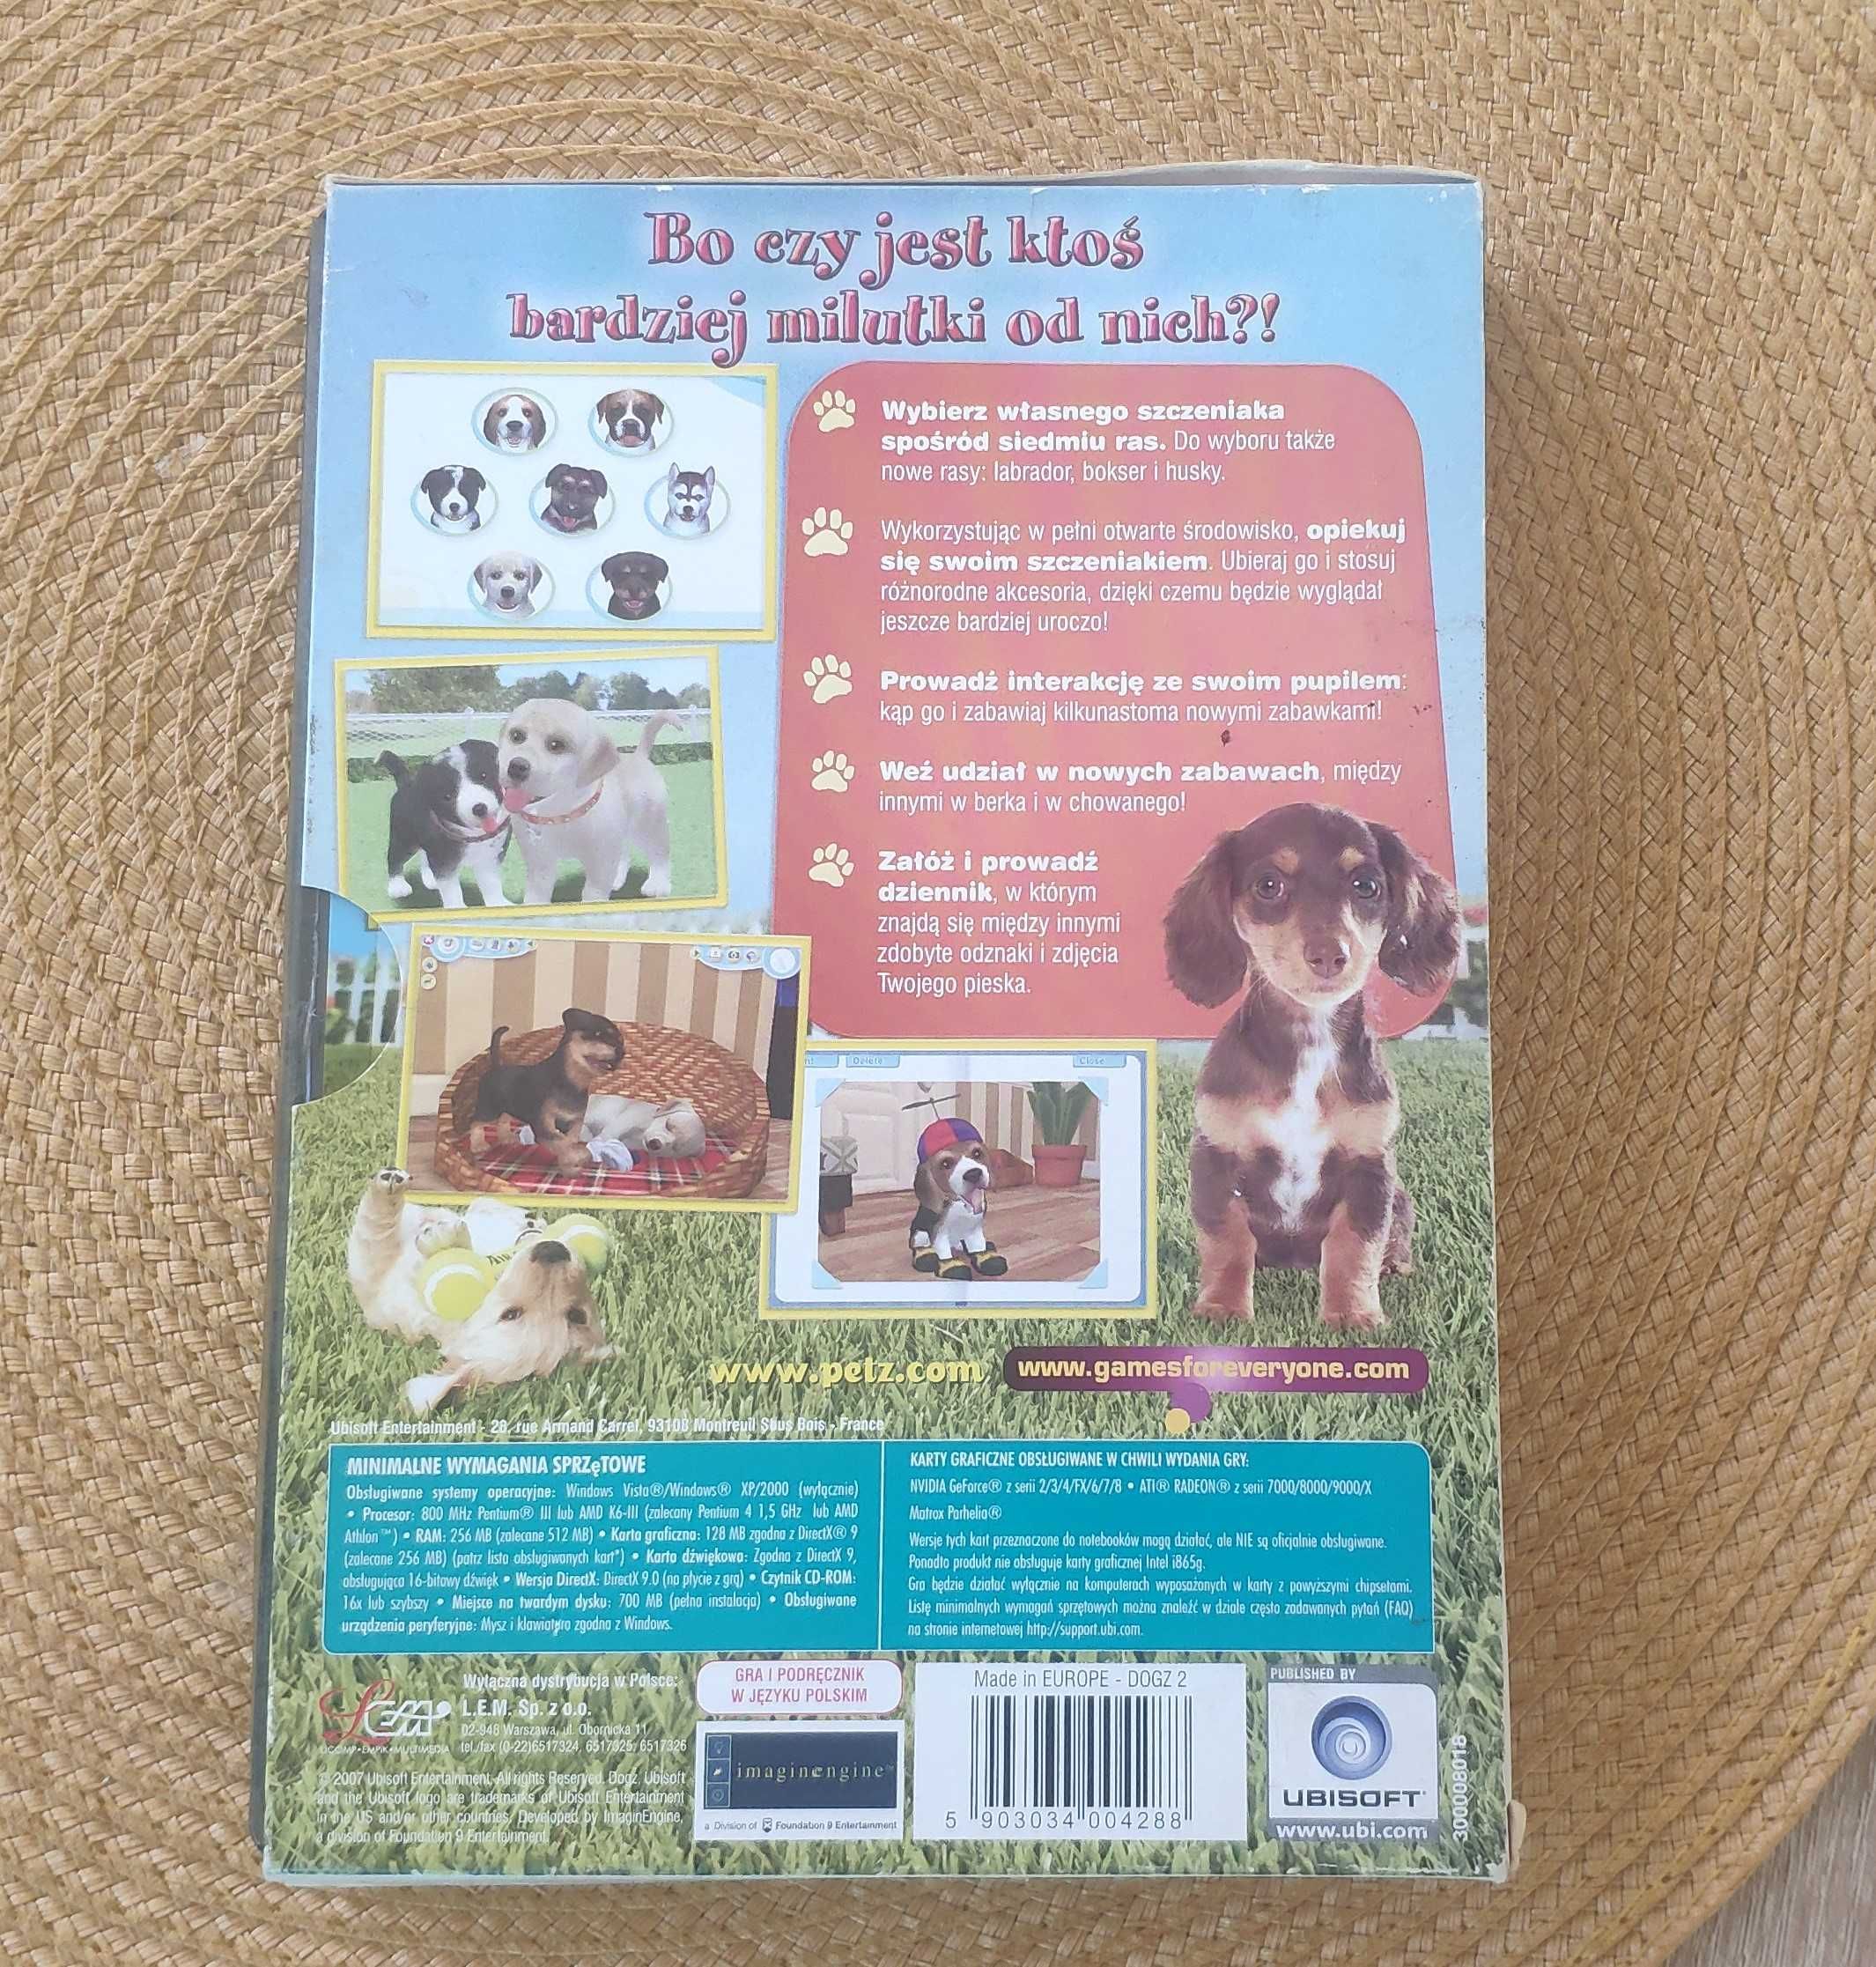 Bo czy jest ktoś
bardziej milutki od nich?!
Wybierz własnego szczeniaka
spośród siedmiu ras. Do wyboru także
nowe rasy: labrador, bokser i husky.
Wykorzystując w pełni otwarte środowisko, opiekuj
się swoim szczeniakiem. Ubieraj go i stosuj
różnorodne akcesoria, dzięki czemu będzie wyglądał
jeszcze bardziej uroczo!
Prowadź interakcję ze swoim pupilem:
kąp go i zabawiaj kilkunastoma nowymi zabawkami!
Weź udział w nowych zabawach, między
innymi w berka i w chowanego!
Załóż i prowadź
dziennik, w którym
znajdą się między innymi
zdobyte odznaki i zdjęcia
Twojego pieska.
Delete
Close
www.petz.com
www.gamesforeveryone.com
Ubisoft Entertainment - 28, rue Armand Carrel, 93108 Montreuil Sous Bois - France
MINIMALNE WYMAGANIA SPRZęTOWE
Obsługiwane systemy operacyjne: Windows Vista®/Windows® XP/2000 (wyłącznie)
• Procesor: 800 MHz Pentium® III lub AMD K6-III (zalecany Pentium 4 1,5 GHz lub AMD
Athlon™) • RAM: 256 MB (zalecane 512 MB) • Karta graficzna: 128 MB zgodna z DirectX® 9
(zalecane 256 MB) (patrz lista obsługiwanych kart*) • Karta dźwiękowa: Zgodna z DirectX 9,
obsługująca 16-bitowy dźwięk • Wersja DirectX: DirectX 9.0 (na płycie z grą) • Czytnik CD-ROM:
16x lub szybszy • Miejsce na twardym dysku: 700 MB (pełna instalacja) • Obsługiwane
urządzenia peryferyjne: Mysz i klawiatura zgodna z Windows.
KARTY GRAFICZNE OBSŁUGIWANE W CHWILI WYDANIA GRY:
NVIDIA GeForce® z serii 2/3/4/FX/6/7/8 • ATI® RADEON® z serii 7000/8000/9000/X
Matrox Parhelia®
Wersje tych kart przeznaczone do notebooków mogą działać, ale NIE są oficjalnie obsługiwane.
Ponadto produkt nie obsługuje karty graficznej Intel i865g.
Gra będzie działać wyłącznie na komputerach wyposażonych w karty z powyższymi chipsetami.
Listę minimalnych wymagań sprzętowych można znaleźć w dziale często zadawanych pytań (FAQ)
na stronie internetowej http://support.ubi.com.
LEM
LICOMP•EMPIK•MULTIMEDIA
Wyłączna dystrybucja w Polsce:
L.E.M. Sp. z o.o.
02-948 Warszawa, ul. Obornicka 11
tel./fax (0-22)6517324, 6517325, 6517326
© 2007 Ubisoft Entertainment. All rights Reserved. Dogz, Ubisoft
and the Ubisoft logo are trademarks of Ubisoft Entertainment
in the US and/or other countries. Developed by ImaginEngine,
a division of Foundation 9 Entertainment.
GRA I PODRĘCZNIK
W JĘZYKU POLSKIM
imaginengine™
a Division of Foundation 9 Entertainment
Made in EUROPE - DOGZ 2
5 903034 004288
PUBLISHED BY
UBISOFT
www.ubi.com
300008018